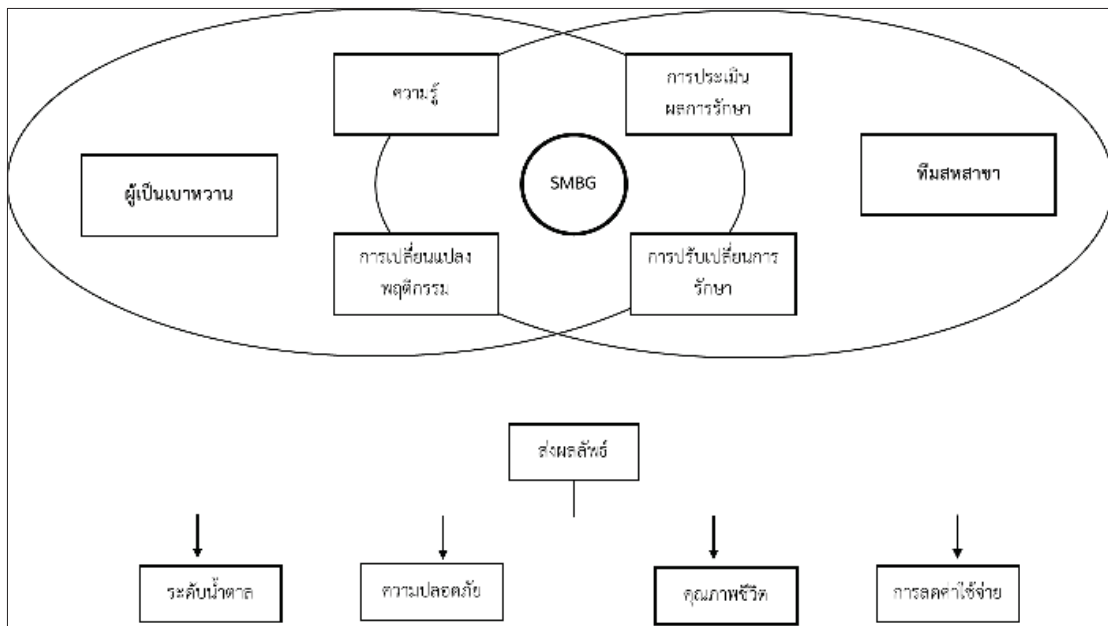 ความรู้
การประเมิน
ผลการรักษา
ผู้เป็นเบาหวาน
SMBG
ทีมสหสาขา
การเปลี่ยนแปลง
พฤติกรรม
การปรับเปลี่ยนการ
รักษา
ส่งผลลัพธ์
ระดับน้ำตาล
ความปลอดภัย
คุณภาพชีวิต
การลดค่าใช้จ่าย